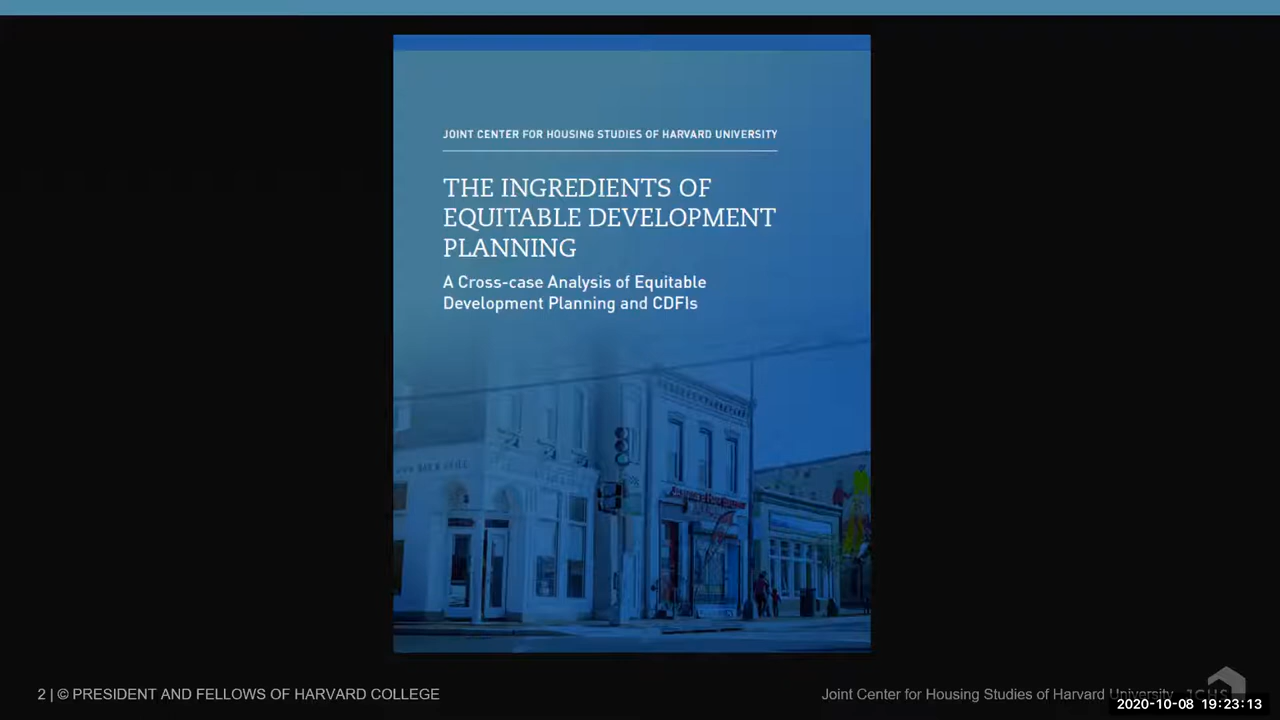 JOINT CENTER FOR HOUSING STUDIES OF HARVARD UNIVERSITY
THE INGREDIENTS OF
EQUITABLE DEVELOPMENT
PLANNING
A Cross-case Analysis of Equitable
Development Planning and CDFIs
2 | © PRESIDENT AND FELLOWS OF HARVARD COLLEGE
Joint Center for Housing Studies of Harvard University JCHS
2020-10-08 19:23:13